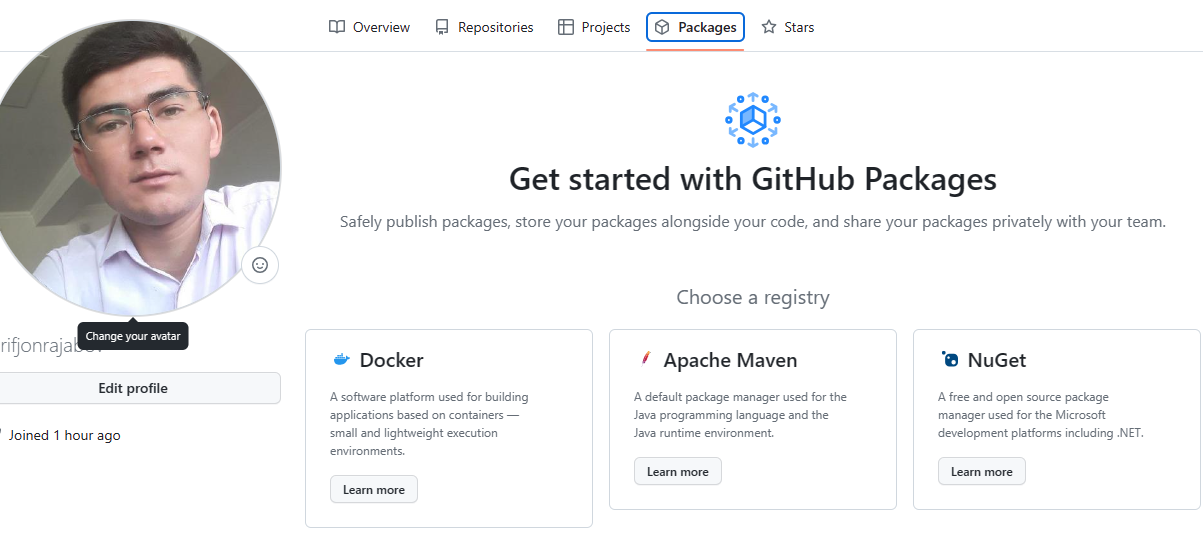 Overview Repositories Projects Packages Stars
Get started with GitHub Packages
Safely publish packages, store your packages alongside your code, and share your packages privately with your team.
Choose a registry
Change your avatar
Edit profile
Joined 1 hour ago
Docker
A software platform used for building
applications based on containers —
small and lightweight execution
environments.
Learn more
Apache Maven
A default package manager used for the
Java programming language and the
Java runtime environment.
Learn more
NuGet
A free and open source package
manager used for the Microsoft
development platforms including .NET.
Learn more